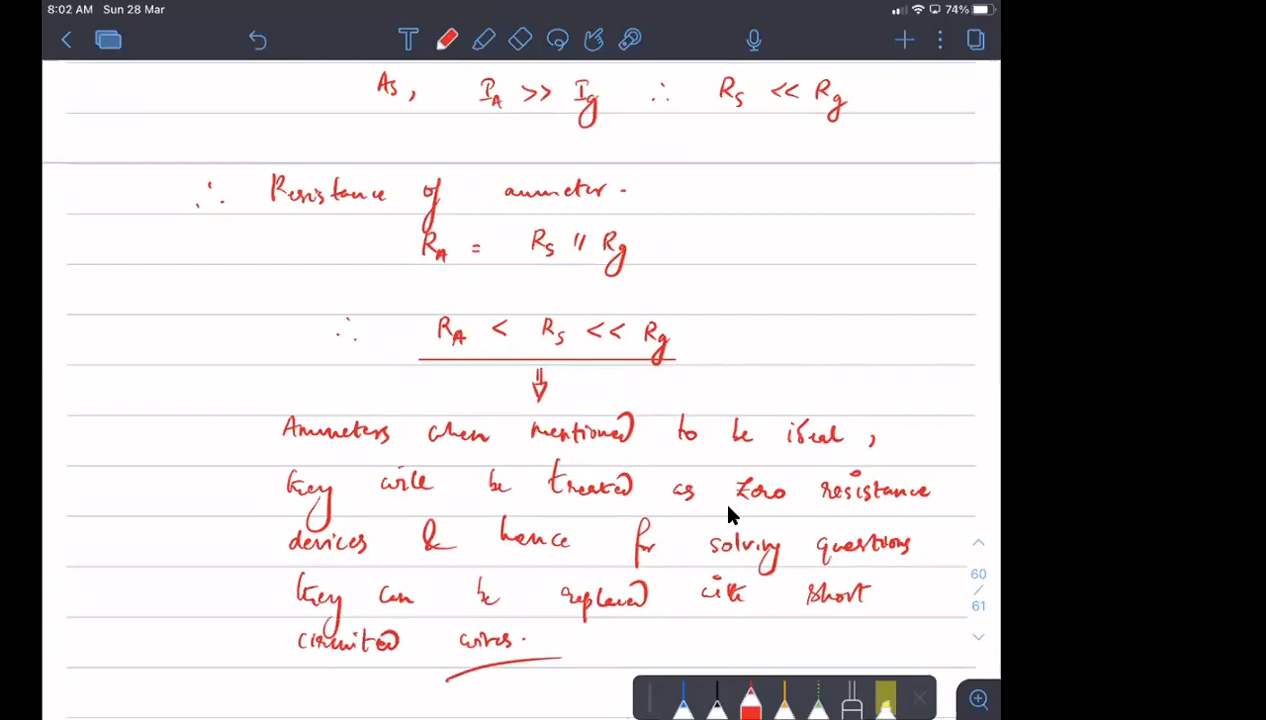 8:02 AM Sun 28 Mar 74%
As, I_A >> I_g ∴ R_s << R_g
∴ Resistance of ammeter.
R_A = R_s || R_g
∴ R_A < R_s << R_g
⇓
Ammeters when mentioned to be ideal,
they will be treated as zero resistance
devices & hence for solving questions
they can be replaced with short
circuited wires.
60
/
61